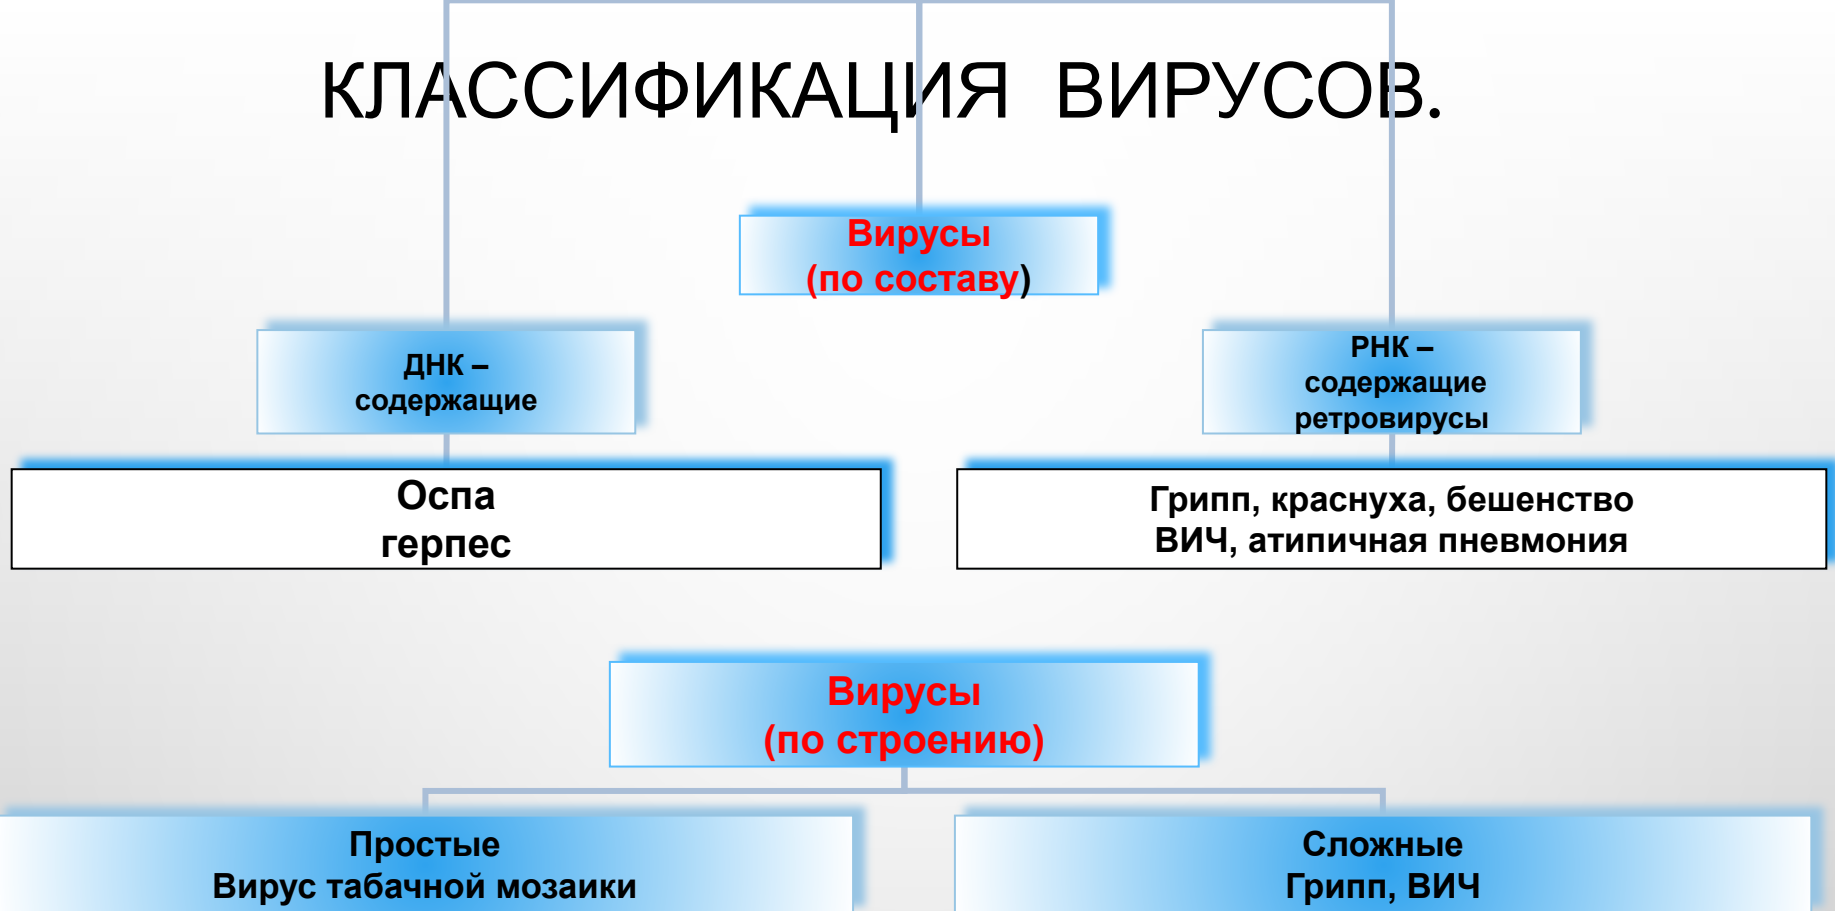 КЛАССИФИКАЦИЯ ВИРУСОВ.
Вирусы
(по составу)
ДНК –
содержащие
РНК –
содержащие
ретровирусы
Оспа
герпес
Грипп, краснуха, бешенство
ВИЧ, атипичная пневмония
Вирусы
(по строению)
Простые
Вирус табачной мозаики
Сложные
Грипп, ВИЧ